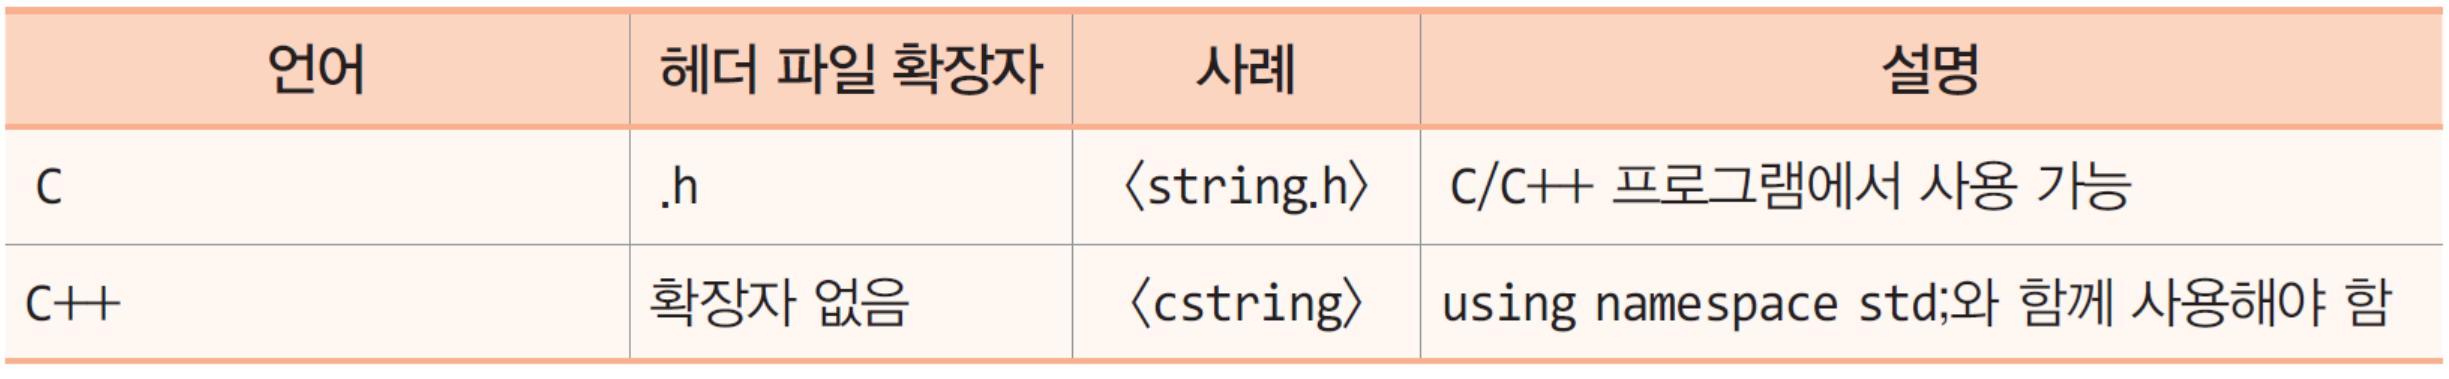 언어 헤더 파일 확장자 사례 설명
C .h 〈string.h〉 C/C++ 프로그램에서 사용 가능
C++ 확장자 없음 〈cstring〉 using namespace std;와 함께 사용해야 함